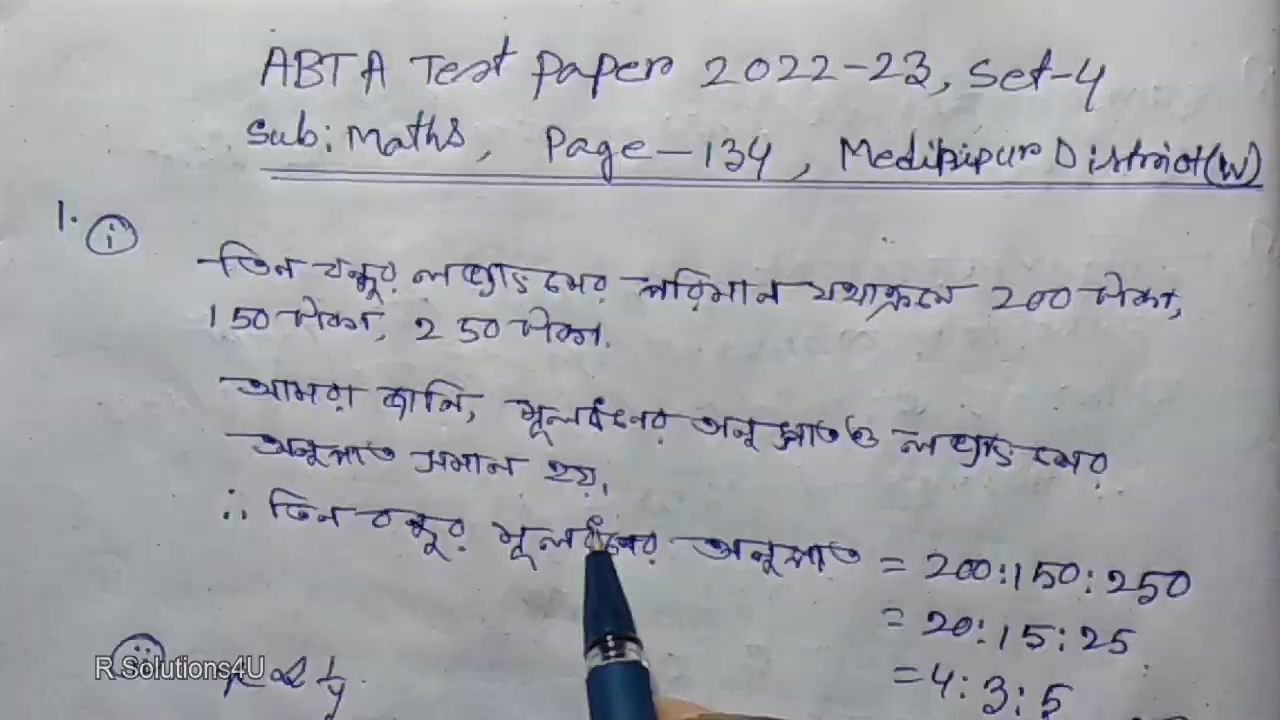 ABTA Test Paper 2022-23, Set-4
Sub: Maths, Page-134, Medipipur District(W)
1. i
তিন বন্ধুর লভ্যাংশের পরিমান যথাক্রমে 200 টাকা,
150 টাকা, 250 টাকা.
আমরা জানি, মূলধনের অনুপাত ও লভ্যাংশের
অনুপাত সমান হয়,
∴ তিন বন্ধুর মূলধনের অনুপাত = 200:150:250
= 20:15:25
= 4:3:5
ii
R Solutions4U